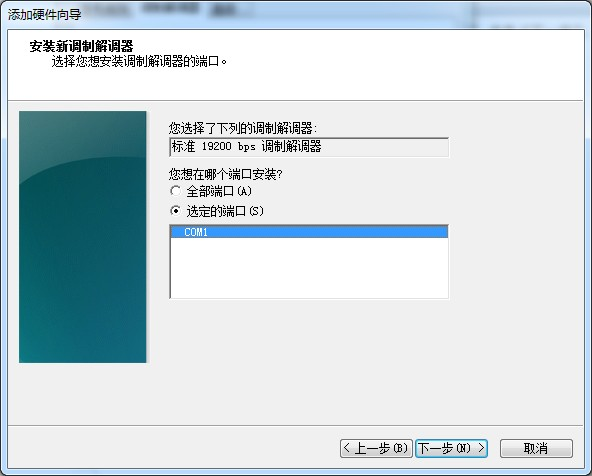 添加硬件向导
安装新调制解调器
选择您想安装调制解调器的端口。
您选择了下列的调制解调器:
标准 19200 bps 调制解调器
您想在哪个端口安装?
全部端口(A)
选定的端口(S)
COM1
< 上一步(B)
下一步(N) >
取消